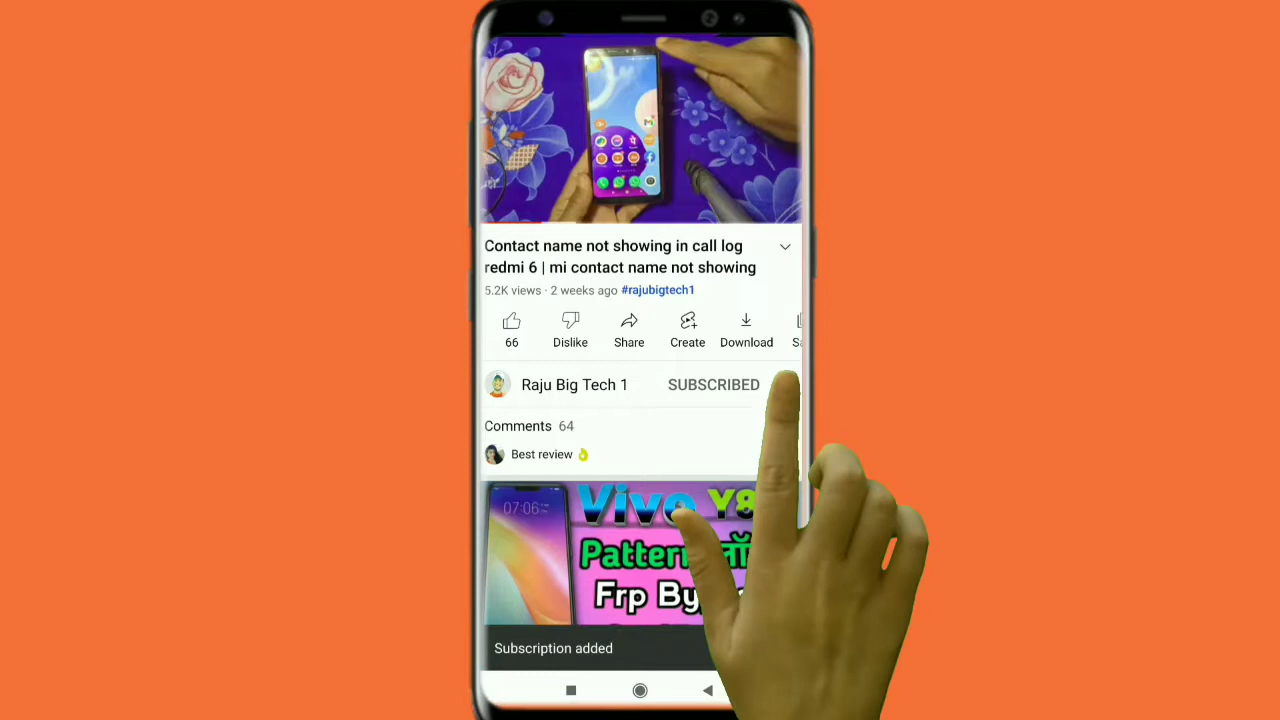 Contact name not showing in call log
redmi 6 | mi contact name not showing
5.2K views · 2 weeks ago #rajubigtech1
66 Dislike Share Create Download
Raju Big Tech 1 SUBSCRIBED
Comments 64
Best review 👌
07:06
Vivo
Pattern
Frp
Subscription added